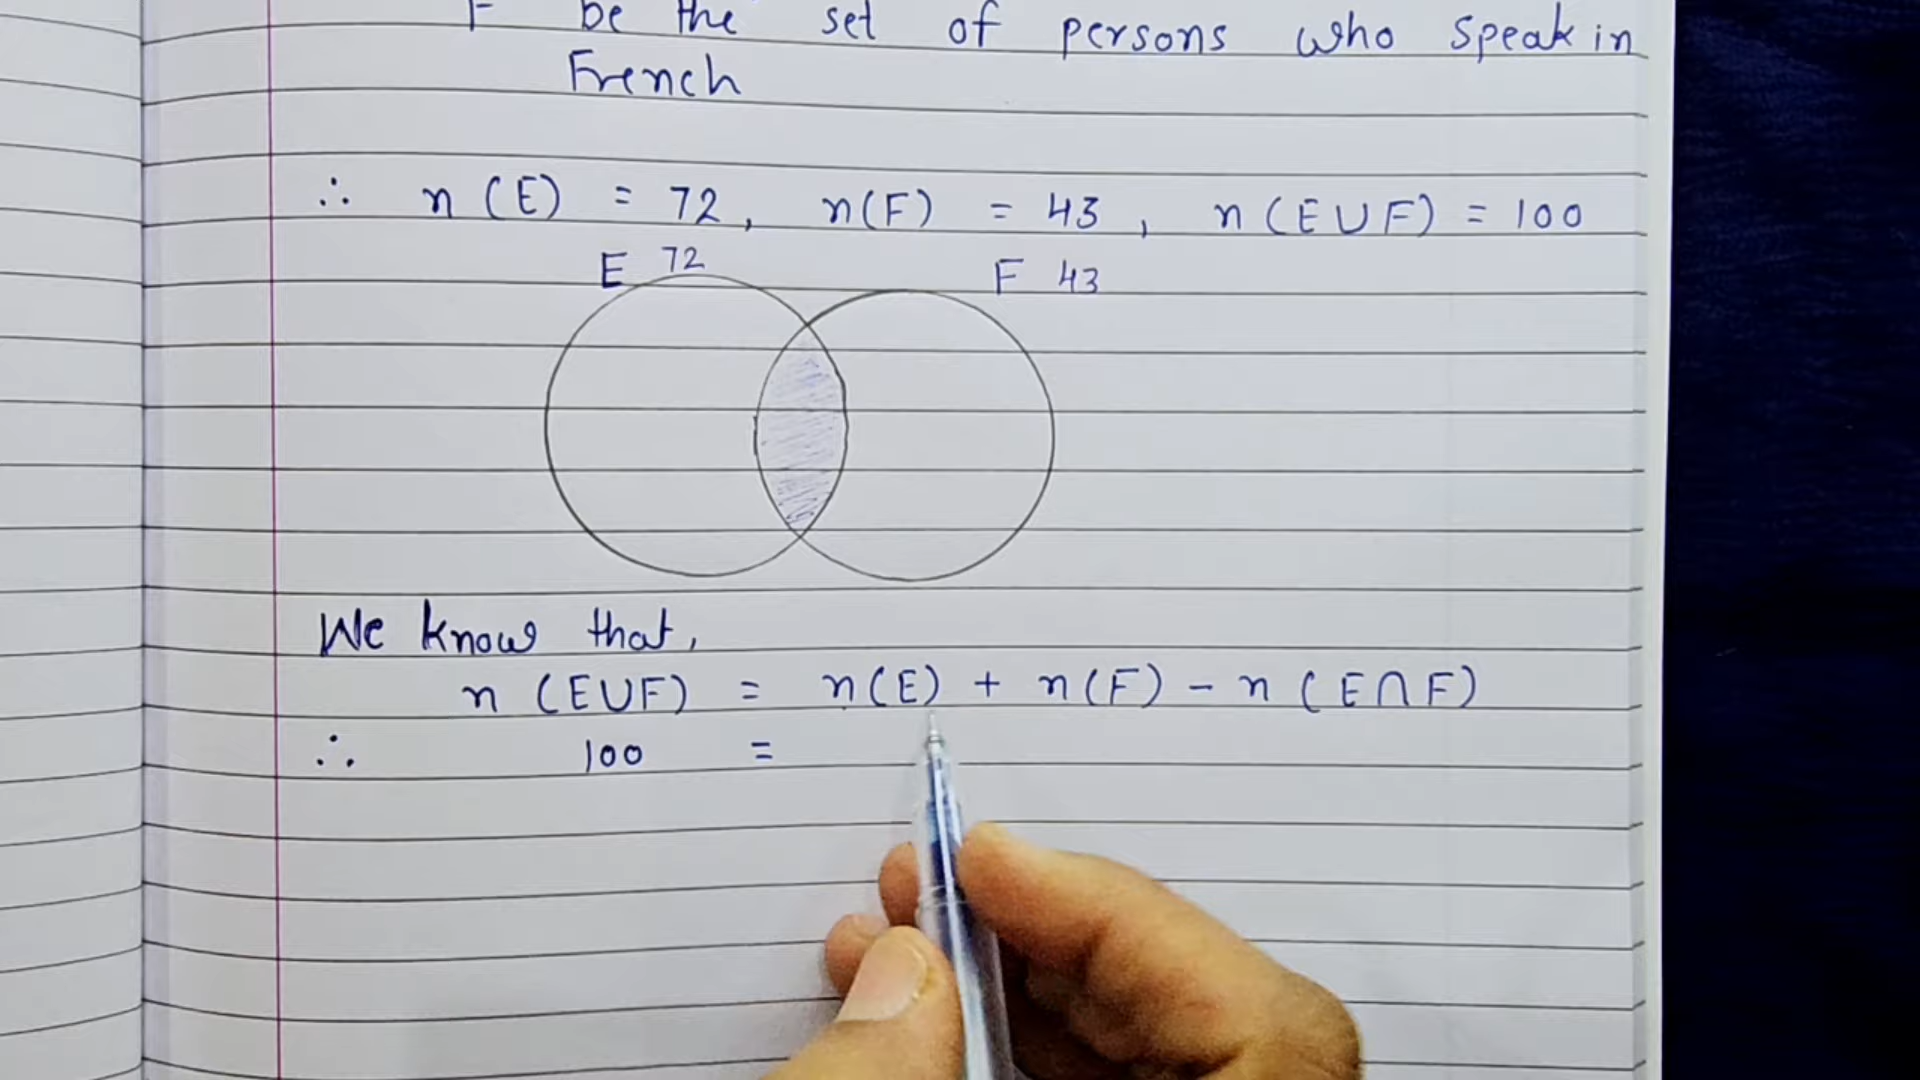 F be the set of persons who speak in
French
∴ n (E) = 72, n(F) = 43, n (E∪F) = 100
E 72 F 43
We know that,
n (E∪F) = n(E) + n(F) - n (E∩F)
∴ 100 =